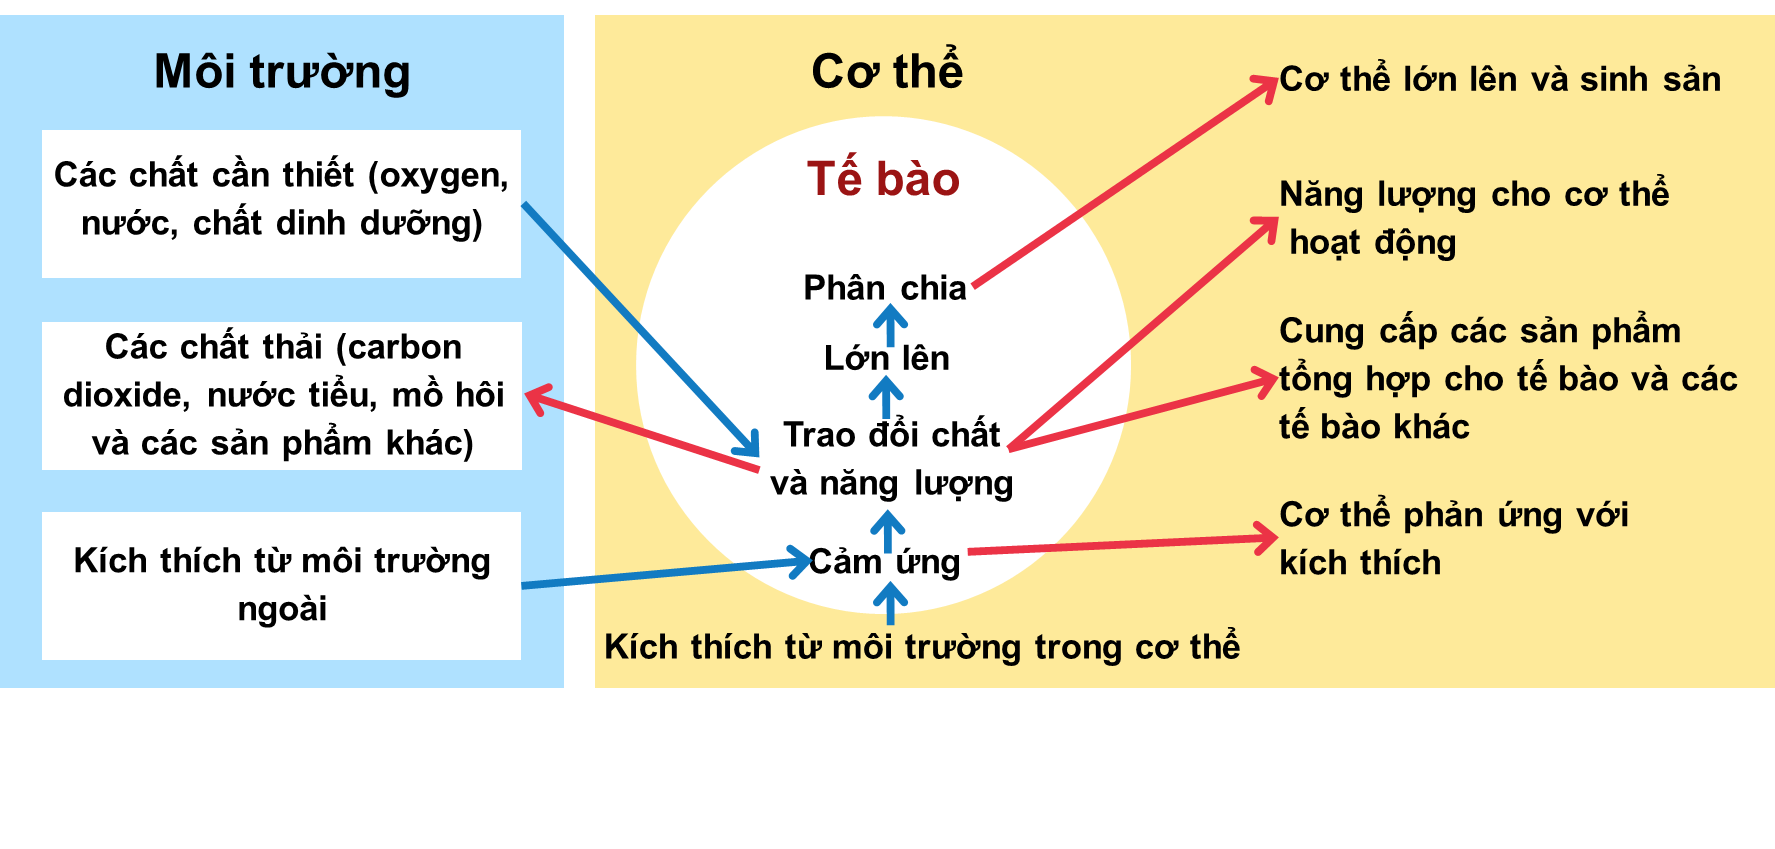 Môi trường
Các chất cần thiết (oxygen,
nước, chất dinh dưỡng)
Các chất thải (carbon
dioxide, nước tiểu, mồ hôi
và các sản phẩm khác)
Kích thích từ môi trường
ngoài
Cơ thể
Tế bào
Phân chia
Lớn lên
Trao đổi chất
và năng lượng
Cảm ứng
Kích thích từ môi trường trong cơ thể
Cơ thể lớn lên và sinh sản
Năng lượng cho cơ thể
hoạt động
Cung cấp các sản phẩm
tổng hợp cho tế bào và các
tế bào khác
Cơ thể phản ứng với
kích thích